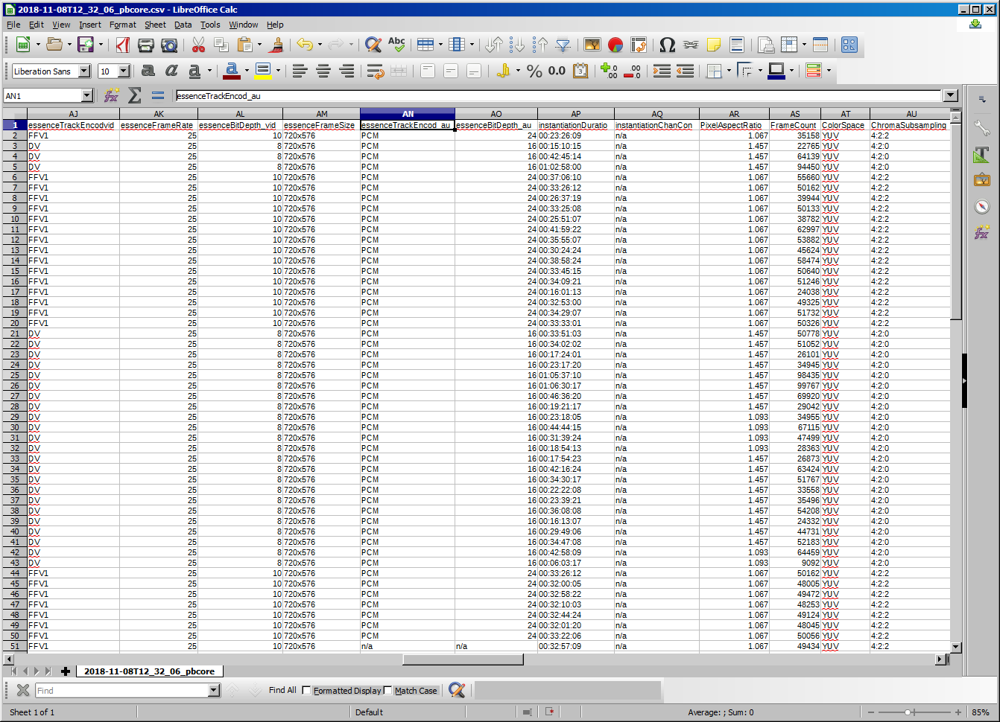 2018-11-08T12_32_06_pbcore.csv - LibreOffice Calc
File Edit View Insert Format Sheet Data Tools Window Help
Liberation Sans 10
AN1 essenceTrackEncod_au
AJ AK AL AM AN AO AP AQ AR AS AT AU
1 essenceTrackEncodvid essenceFrameRate essenceBitDepth_vid essenceFrameSize essenceTrackEncod_au essenceBitDepth_au instantiationDuratio instantiationChanCon PixelAspectRatio FrameCount ColorSpace ChromaSubsampling
2 FFV1 25 10 720x576 PCM 24 00:23:26:09 n/a 1.067 35158 YUV 4:2:2
3 DV 25 8 720x576 PCM 16 00:15:10:15 n/a 1.457 22765 YUV 4:2:0
4 DV 25 8 720x576 PCM 16 00:42:45:14 n/a 1.457 64139 YUV 4:2:0
5 DV 25 8 720x576 PCM 16 01:02:58:00 n/a 1.457 94450 YUV 4:2:0
6 FFV1 25 10 720x576 PCM 24 00:37:06:10 n/a 1.067 55660 YUV 4:2:2
7 FFV1 25 10 720x576 PCM 24 00:33:26:12 n/a 1.067 50162 YUV 4:2:2
8 FFV1 25 10 720x576 PCM 24 00:26:37:19 n/a 1.067 39944 YUV 4:2:2
9 FFV1 25 10 720x576 PCM 24 00:33:25:08 n/a 1.067 50133 YUV 4:2:2
10 FFV1 25 10 720x576 PCM 24 00:25:51:07 n/a 1.067 38782 YUV 4:2:2
11 FFV1 25 10 720x576 PCM 24 00:41:59:22 n/a 1.067 62997 YUV 4:2:2
12 FFV1 25 10 720x576 PCM 24 00:35:55:07 n/a 1.067 53882 YUV 4:2:2
13 FFV1 25 10 720x576 PCM 24 00:30:24:24 n/a 1.067 45624 YUV 4:2:2
14 FFV1 25 10 720x576 PCM 24 00:38:58:24 n/a 1.067 58474 YUV 4:2:2
15 FFV1 25 10 720x576 PCM 24 00:33:45:15 n/a 1.067 50640 YUV 4:2:2
16 FFV1 25 10 720x576 PCM 24 00:34:09:21 n/a 1.067 51246 YUV 4:2:2
17 FFV1 25 10 720x576 PCM 24 00:16:01:13 n/a 1.067 24038 YUV 4:2:2
18 FFV1 25 10 720x576 PCM 24 00:32:53:00 n/a 1.067 49325 YUV 4:2:2
19 FFV1 25 10 720x576 PCM 24 00:34:29:07 n/a 1.067 51732 YUV 4:2:2
20 FFV1 25 10 720x576 PCM 24 00:33:33:01 n/a 1.067 50326 YUV 4:2:2
21 DV 25 8 720x576 PCM 16 00:33:51:03 n/a 1.457 50778 YUV 4:2:0
22 DV 25 8 720x576 PCM 16 00:34:02:02 n/a 1.457 51052 YUV 4:2:0
23 DV 25 8 720x576 PCM 16 00:17:24:01 n/a 1.457 26101 YUV 4:2:0
24 DV 25 8 720x576 PCM 16 00:23:17:20 n/a 1.457 34945 YUV 4:2:0
25 DV 25 8 720x576 PCM 16 01:05:37:10 n/a 1.457 98435 YUV 4:2:0
26 DV 25 8 720x576 PCM 16 01:06:30:17 n/a 1.457 99767 YUV 4:2:0
27 DV 25 8 720x576 PCM 16 00:46:36:20 n/a 1.457 69920 YUV 4:2:0
28 DV 25 8 720x576 PCM 16 00:19:21:17 n/a 1.457 29042 YUV 4:2:0
29 DV 25 8 720x576 PCM 16 00:23:18:05 n/a 1.093 34955 YUV 4:2:0
30 DV 25 8 720x576 PCM 16 00:44:44:15 n/a 1.093 67115 YUV 4:2:0
31 DV 25 8 720x576 PCM 16 00:31:39:24 n/a 1.093 47499 YUV 4:2:0
32 DV 25 8 720x576 PCM 16 00:18:54:13 n/a 1.093 28363 YUV 4:2:0
33 DV 25 8 720x576 PCM 16 00:17:54:23 n/a 1.457 26873 YUV 4:2:0
34 DV 25 8 720x576 PCM 16 00:42:16:24 n/a 1.457 63424 YUV 4:2:0
35 DV 25 8 720x576 PCM 16 00:34:30:17 n/a 1.457 51767 YUV 4:2:0
36 DV 25 8 720x576 PCM 16 00:22:22:08 n/a 1.457 33558 YUV 4:2:0
37 DV 25 8 720x576 PCM 16 00:23:39:21 n/a 1.457 35496 YUV 4:2:0
38 DV 25 8 720x576 PCM 16 00:36:08:08 n/a 1.457 54208 YUV 4:2:0
39 DV 25 8 720x576 PCM 16 00:16:13:07 n/a 1.457 24332 YUV 4:2:0
40 DV 25 8 720x576 PCM 16 00:29:49:06 n/a 1.457 44731 YUV 4:2:0
41 DV 25 8 720x576 PCM 16 00:34:47:08 n/a 1.457 52183 YUV 4:2:0
42 DV 25 8 720x576 PCM 16 00:42:58:09 n/a 1.093 64459 YUV 4:2:0
43 DV 25 8 720x576 PCM 16 00:06:03:17 n/a 1.093 9092 YUV 4:2:0
44 FFV1 25 10 720x576 PCM 24 00:33:26:12 n/a 1.067 50162 YUV 4:2:2
45 FFV1 25 10 720x576 PCM 24 00:32:00:05 n/a 1.067 48005 YUV 4:2:2
46 FFV1 25 10 720x576 PCM 24 00:32:58:22 n/a 1.067 49472 YUV 4:2:2
47 FFV1 25 10 720x576 PCM 24 00:32:10:03 n/a 1.067 48253 YUV 4:2:2
48 FFV1 25 10 720x576 PCM 24 00:32:44:24 n/a 1.067 49124 YUV 4:2:2
49 FFV1 25 10 720x576 PCM 24 00:32:01:20 n/a 1.067 48045 YUV 4:2:2
50 FFV1 25 10 720x576 PCM 24 00:33:22:06 n/a 1.067 50056 YUV 4:2:2
51 FFV1 25 10 720x576 n/a n/a 00:32:57:09 n/a 1.067 49434 YUV 4:2:2
2018-11-08T12_32_06_pbcore
Find Find All Formatted Display Match Case
Sheet 1 of 1 Default Average: ; Sum: 0 85%